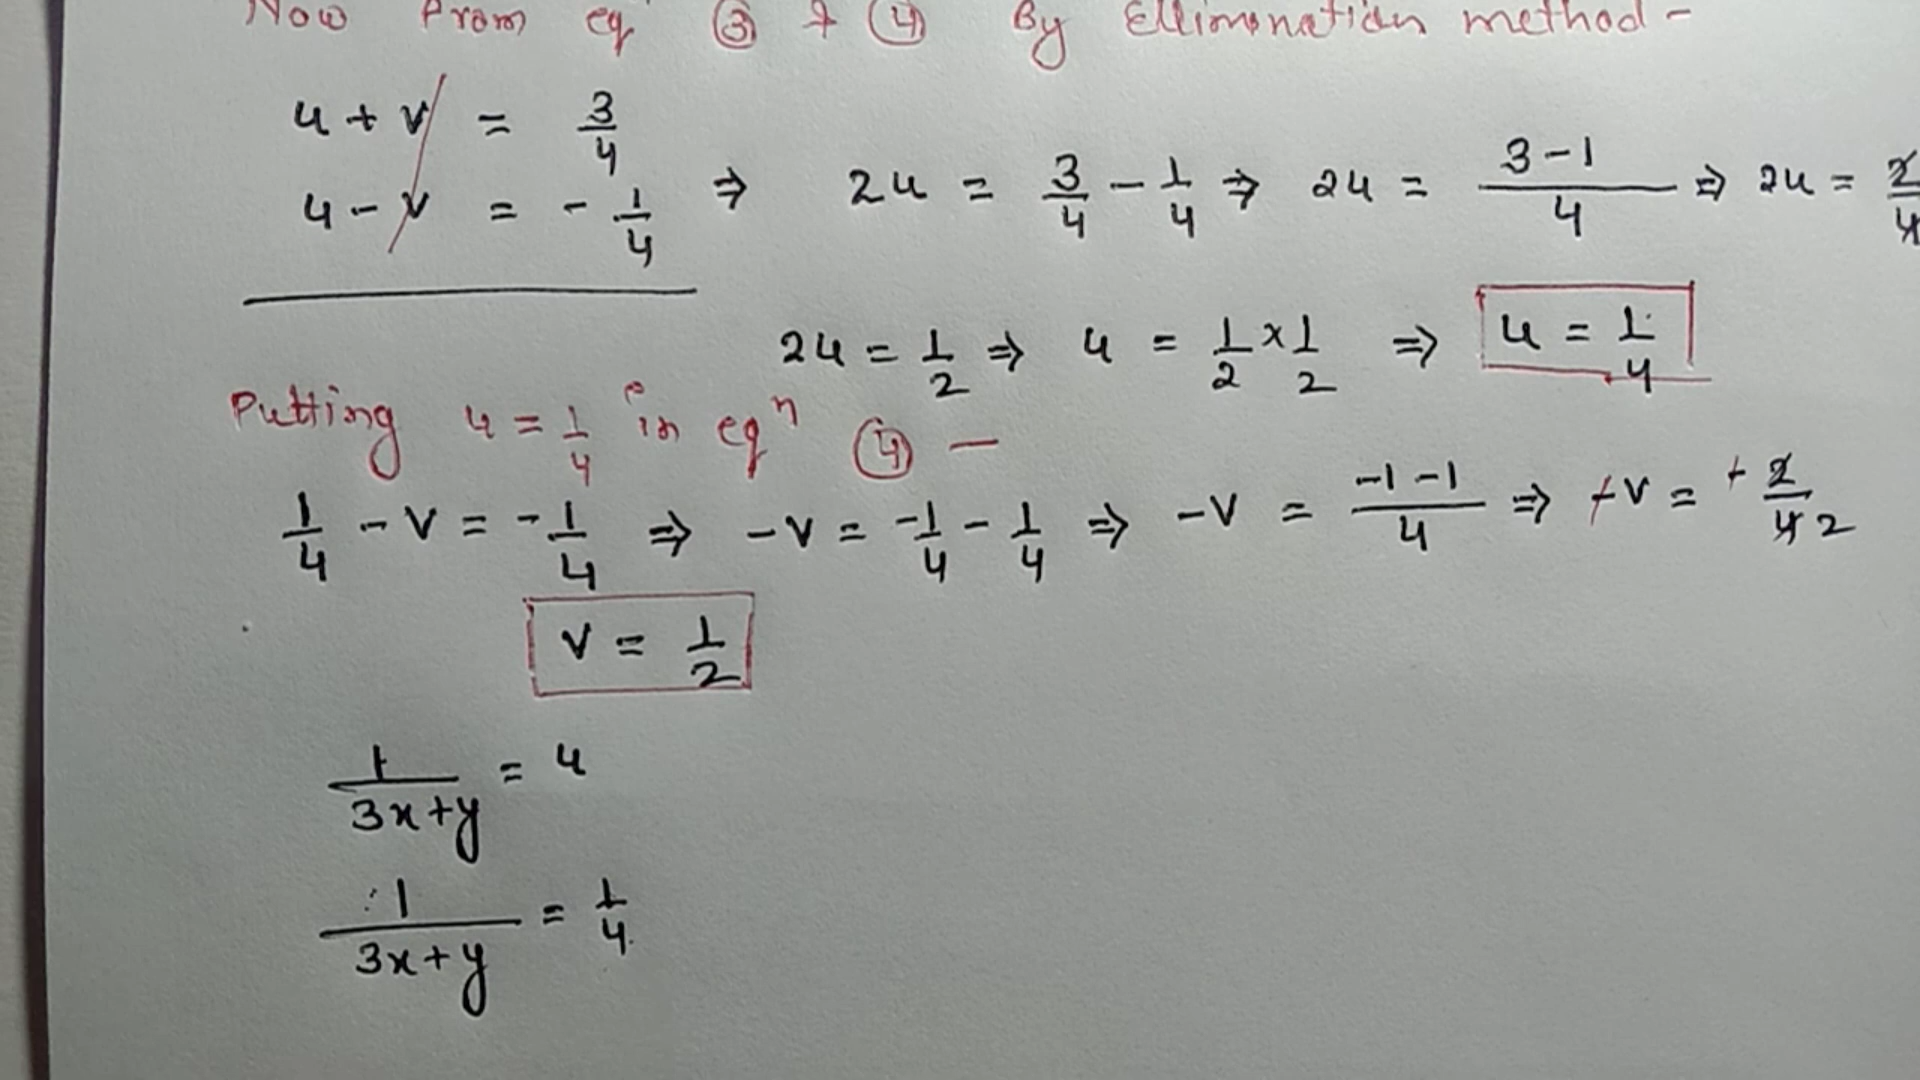 Now from eq ③ & ④ By Ellimination method -
u + v = 3/4
u - v = - 1/4 ⇒ 2u = 3/4 - 1/4 ⇒ 2u = (3-1)/4 ⇒ 2u = 2/4
2u = 1/2 ⇒ u = 1/2 × 1/2 ⇒ u = 1/4
Putting u = 1/4 in eqⁿ ④ —
1/4 - v = - 1/4 ⇒ -v = -1/4 - 1/4 ⇒ -v = (-1-1)/4 ⇒ +v = + 2/4 2
v = 1/2
1/(3x+y) = u
1/(3x+y) = 1/4